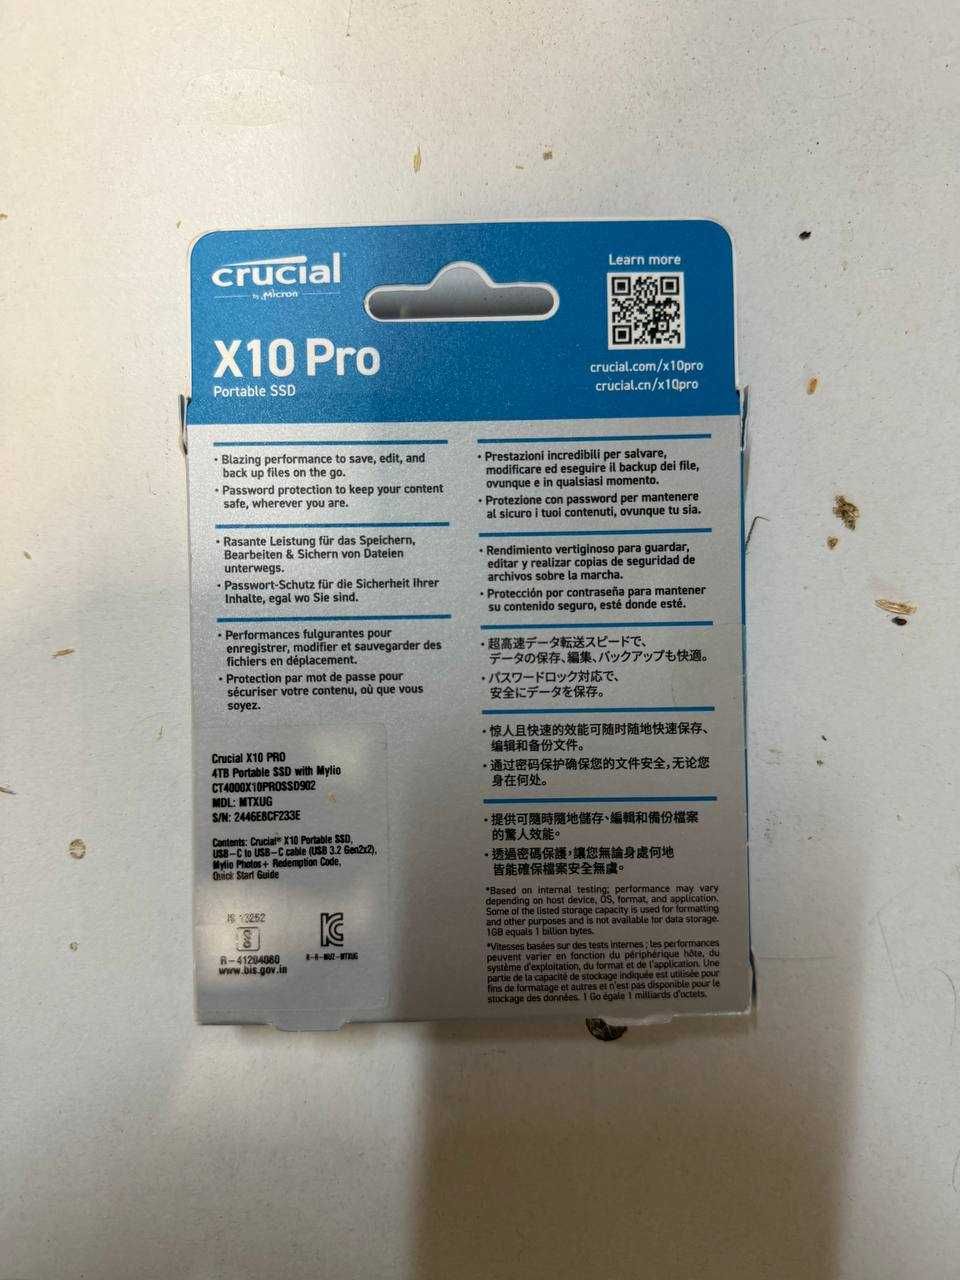 crucial
by Micron
X10 Pro
Portable SSD
Learn more
crucial.com/x10pro
crucial.cn/x10pro
• Blazing performance to save, edit, and
back up files on the go.
• Password protection to keep your content
safe, wherever you are.
• Rasante Leistung für das Speichern,
Bearbeiten & Sichern von Dateien
unterwegs.
• Passwort-Schutz für die Sicherheit Ihrer
Inhalte, egal wo Sie sind.
• Performances fulgurantes pour
enregistrer, modifier et sauvegarder des
fichiers en déplacement.
• Protection par mot de passe pour
sécuriser votre contenu, où que vous
soyez.
Crucial X10 PRO
4TB Portable SSD with Mylio
CT4000X10PROSSD902
MDL: MTXUG
S/N: 2446E8CF233E
Contents: Crucial® X10 Portable SSD,
USB-C to USB-C cable (USB 3.2 Gen2x2),
Mylio Photos+ Redemption Code,
Quick Start Guide
IS 13252
R-41204060
www.bis.gov.in
R-R-MUZ-MTXUG
• Prestazioni incredibili per salvare,
modificare ed eseguire il backup dei file,
ovunque e in qualsiasi momento.
• Protezione con password per mantenere
al sicuro i tuoi contenuti, ovunque tu sia.
• Rendimiento vertiginoso para guardar,
editar y realizar copias de seguridad de
archivos sobre la marcha.
• Protección por contraseña para mantener
su contenido seguro, esté donde esté.
• 超高速データ転送スピードで、
データの保存、編集、バックアップも快適。
• パスワードロック対応で、
安全にデータを保存。
• 惊人且快速的效能可随时随地快速保存、
编辑和备份文件。
• 通过密码保护确保您的文件安全,无论您
身在何处。
• 提供可隨時隨地儲存、編輯和備份檔案
的驚人效能。
• 透過密碼保護,讓您無論身處何地
皆能確保檔案安全無虞。
*Based on internal testing; performance may vary
depending on host device, OS, format, and application.
Some of the listed storage capacity is used for formatting
and other purposes and is not available for data storage.
1GB equals 1 billion bytes.
*Vitesses basées sur des tests internes ; les performances
peuvent varier en fonction du périphérique hôte, du
système d'exploitation, du format et de l'application. Une
partie de la capacité de stockage indiquée est utilisée pour
fins de formatage et autres et n'est pas disponible pour le
stockage des données. 1 Go égale 1 milliards d'octets.